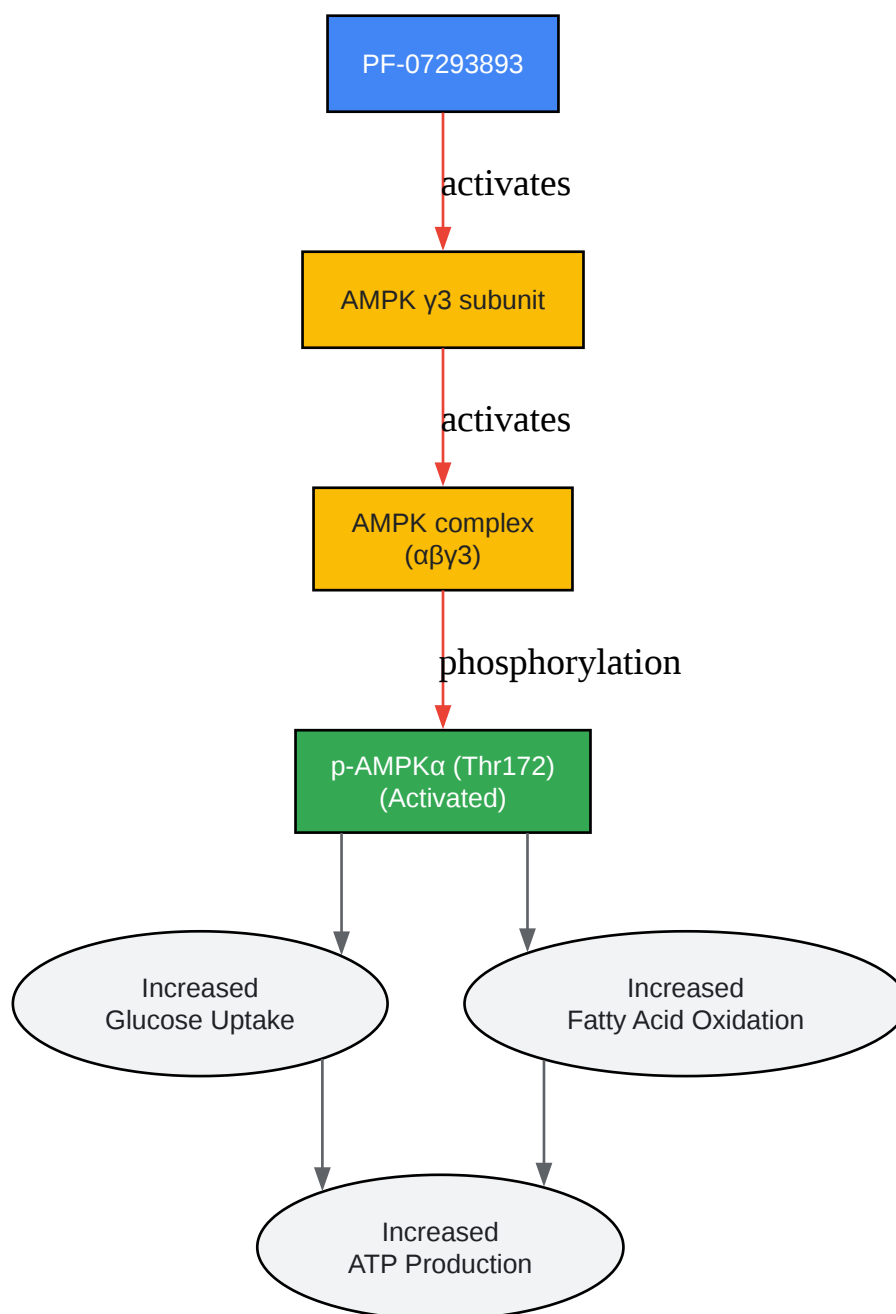 PF-07293893
activates
AMPK γ3 subunit
activates
AMPK complex
(αβγ3)
phosphorylation
p-AMPKα (Thr172)
(Activated)
Increased
Glucose Uptake
Increased
Fatty Acid Oxidation
Increased
ATP Production